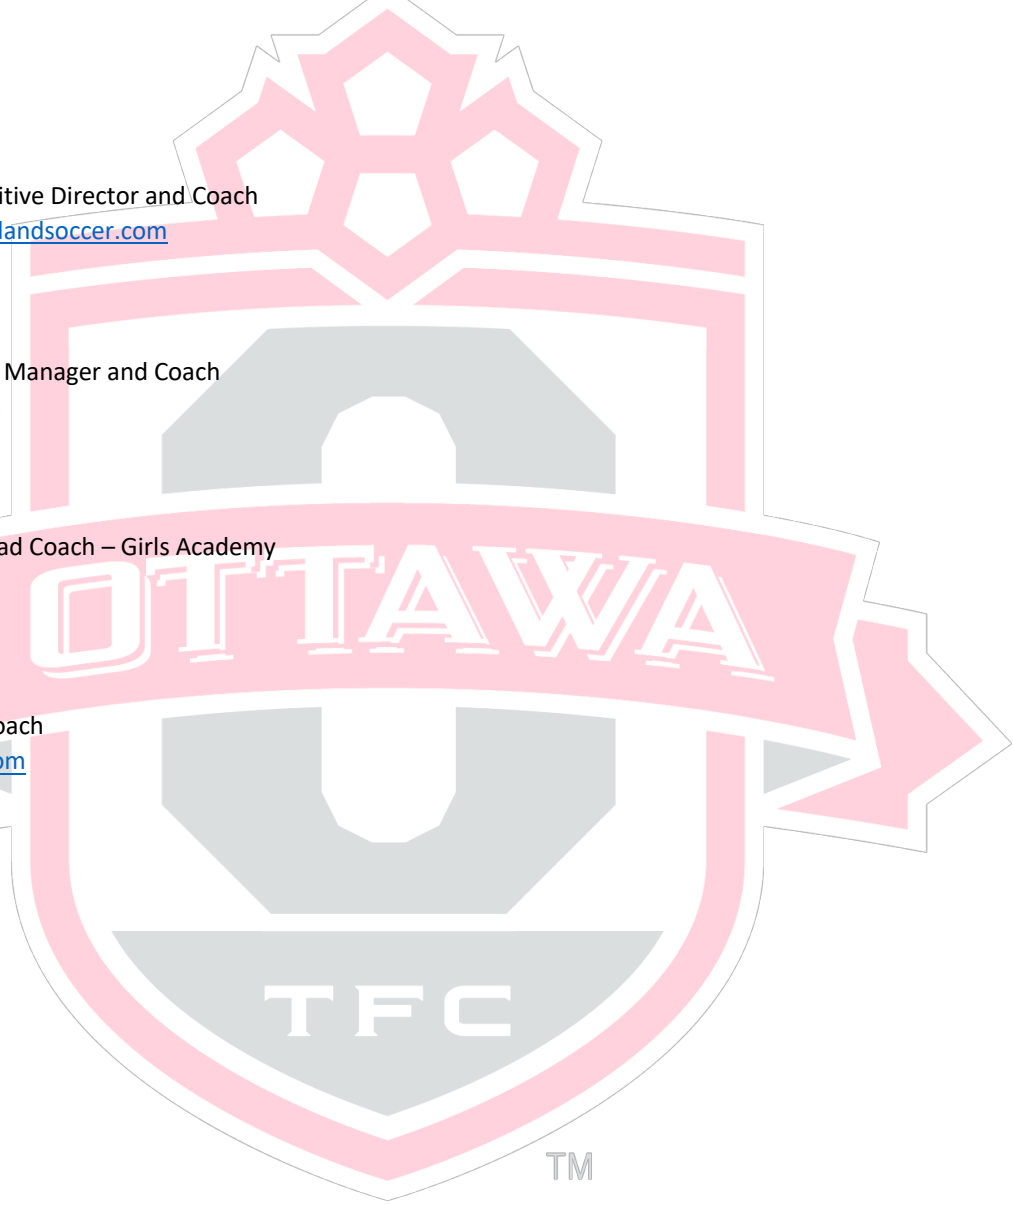 itive Director and Coach
landsoccer.com
Manager and Coach
ad Coach – Girls Academy
OTTAWA
oach
om
TFC
TM